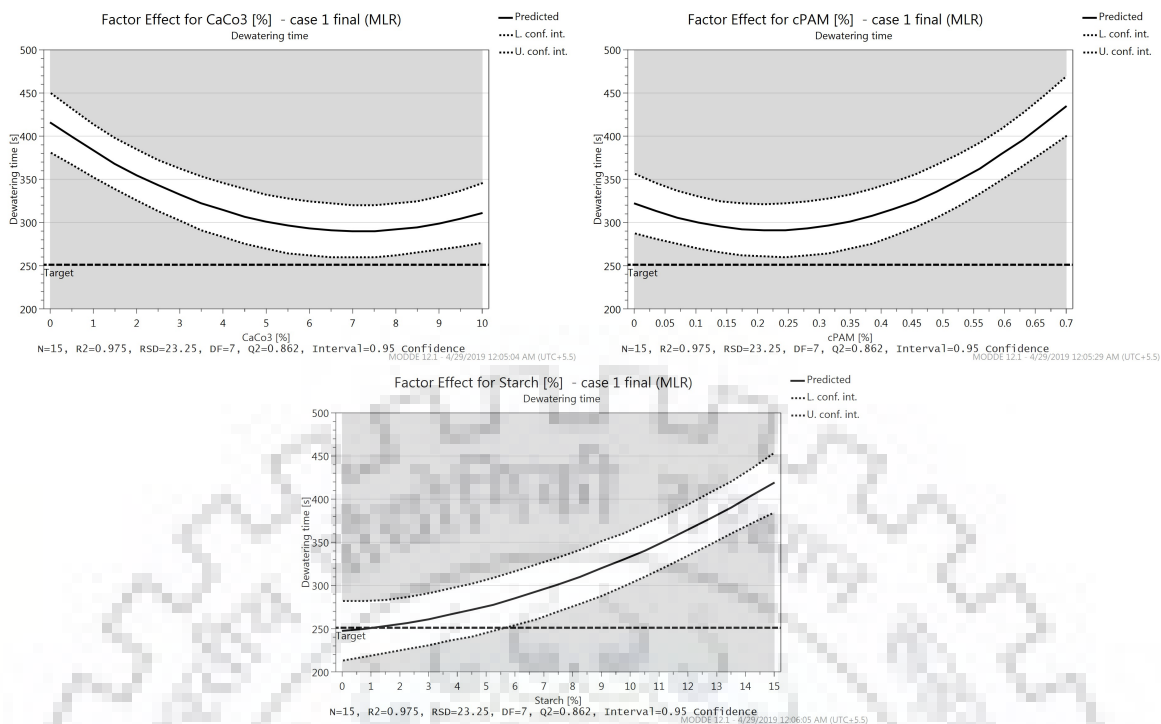 Factor Effect for CaCo3 [%] - case 1 final (MLR)
Dewatering time
Predicted
L. conf. int.
U. conf. int.
500
450
400
350
300
250
200
Dewatering time [s]
Target
0 1 2 3 4 5 6 7 8 9 10
CaCo3 [%]
N=15, R2=0.975, RSD=23.25, DF=7, Q2=0.862, Interval=0.95 Confidence
MODDE 12.1 - 4/29/2019 12:05:04 AM (UTC+5.5)
Factor Effect for cPAM [%] - case 1 final (MLR)
Dewatering time
Predicted
L. conf. int.
U. conf. int.
500
450
400
350
300
250
200
Dewatering time [s]
Target
0 0.05 0.1 0.15 0.2 0.25 0.3 0.35 0.4 0.45 0.5 0.55 0.6 0.65 0.7
cPAM [%]
N=15, R2=0.975, RSD=23.25, DF=7, Q2=0.862, Interval=0.95 Confidence
MODDE 12.1 - 4/29/2019 12:05:29 AM (UTC+5.5)
Factor Effect for Starch [%] - case 1 final (MLR)
Dewatering time
Predicted
L. conf. int.
U. conf. int.
500
450
400
350
300
250
200
Dewatering time [s]
Target
0 1 2 3 4 5 6 7 8 9 10 11 12 13 14 15
Starch [%]
N=15, R2=0.975, RSD=23.25, DF=7, Q2=0.862, Interval=0.95 Confidence
MODDE 12.1 - 4/29/2019 12:06:05 AM (UTC+5.5)